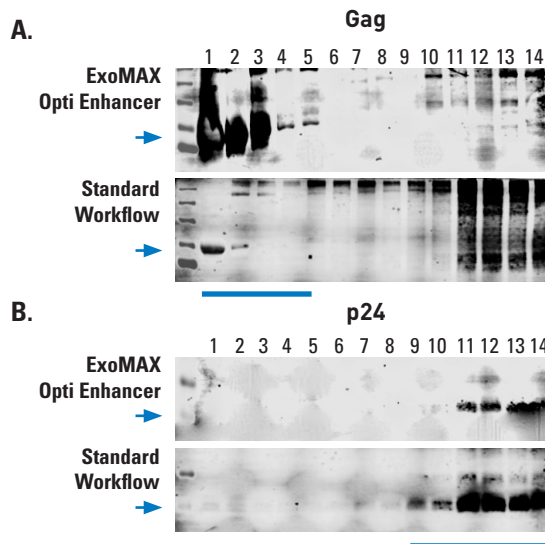 A.
Gag
1 2 3 4 5 6 7 8 9 10 11 12 13 14
ExoMAX
Opti Enhancer
Standard
Workflow
B.
p24
1 2 3 4 5 6 7 8 9 10 11 12 13 14
ExoMAX
Opti Enhancer
Standard
Workflow